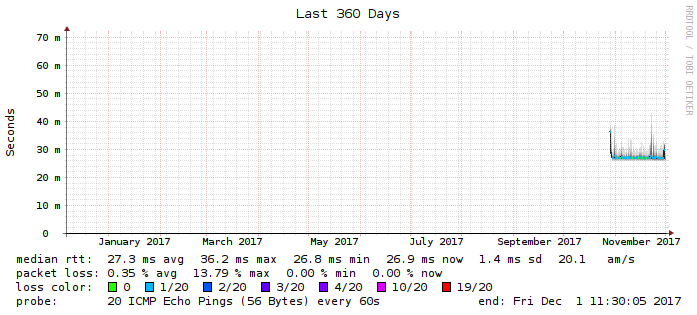 Last 360 Days
RRDTOOL / TOBI OETIKER
Seconds
70 m
60 m
50 m
40 m
30 m
20 m
10 m
0
January 2017 March 2017 May 2017 July 2017 September 2017 November 2017
median rtt: 27.3 ms avg 36.2 ms max 26.8 ms min 26.9 ms now 1.4 ms sd 20.1 am/s
packet loss: 0.35 % avg 13.79 % max 0.00 % min 0.00 % now
loss color: 0 1/20 2/20 3/20 4/20 10/20 19/20
probe: 20 ICMP Echo Pings (56 Bytes) every 60s end: Fri Dec 1 11:30:05 2017